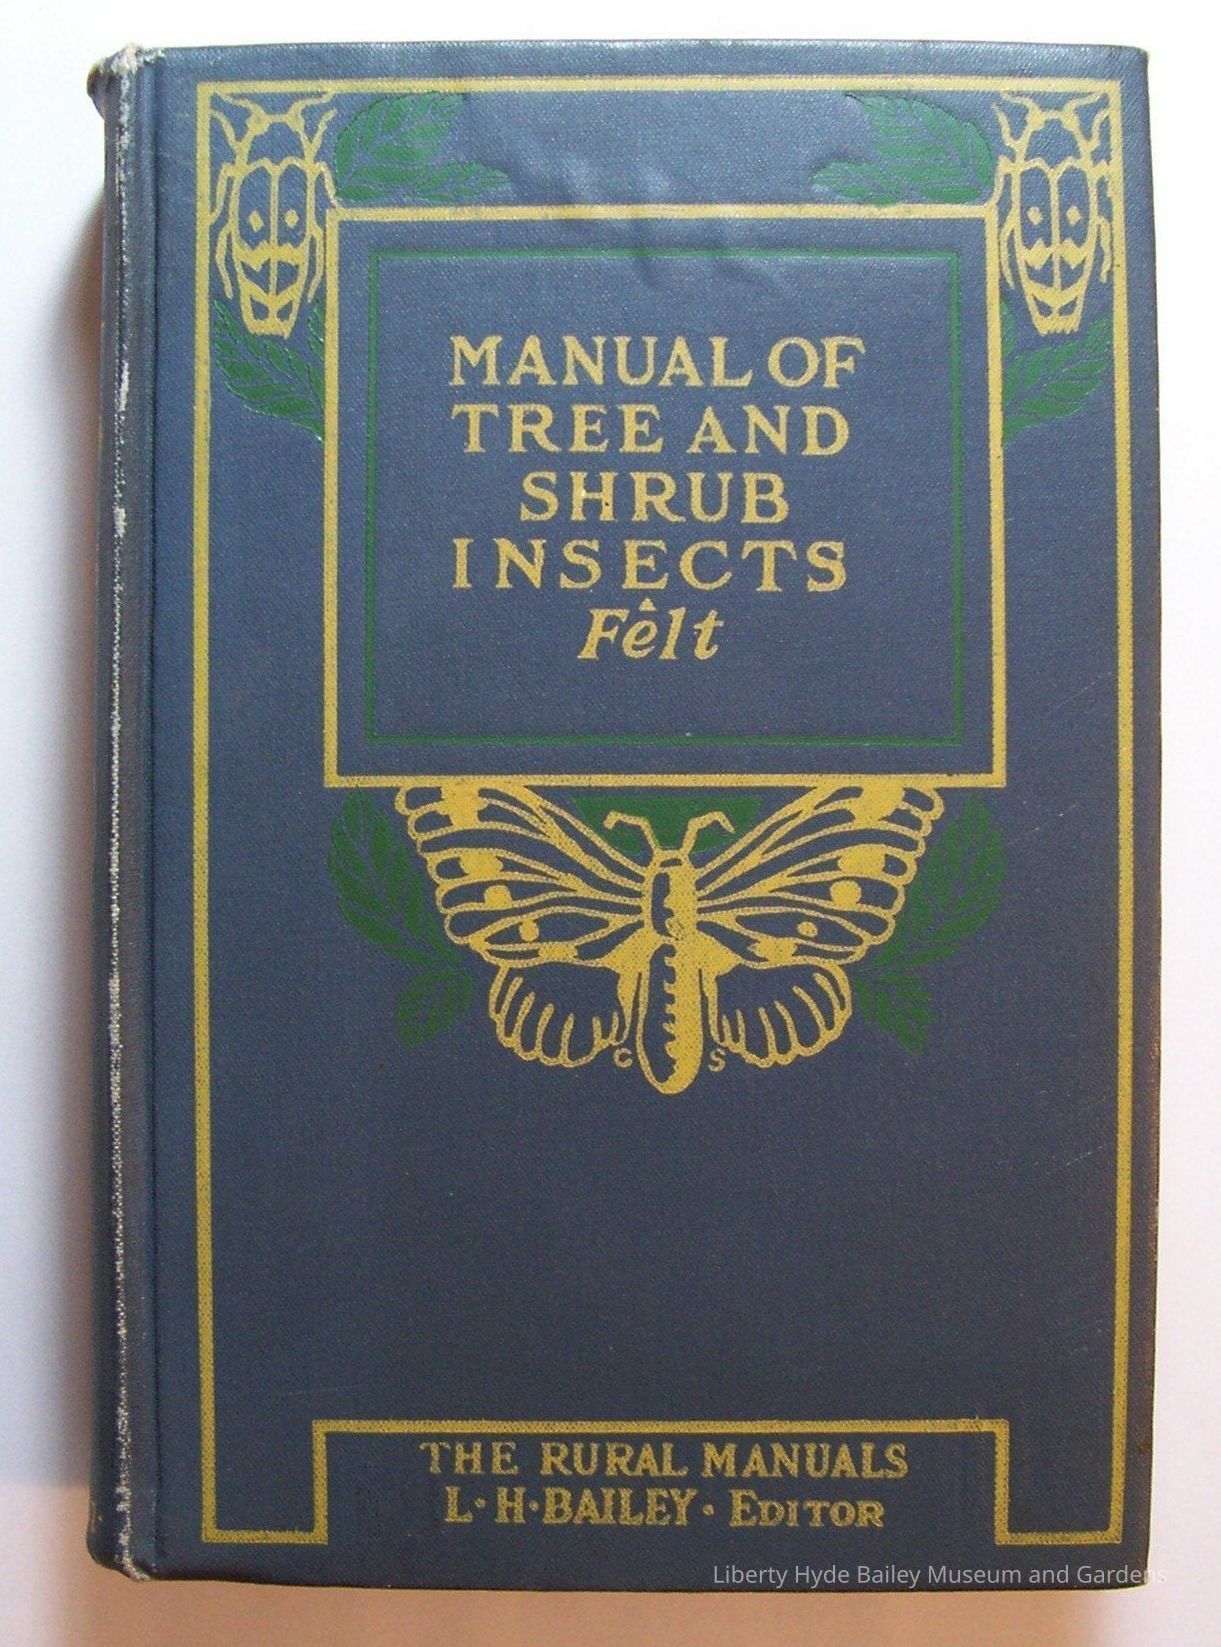 MANUAL OF
TREE AND
SHRUB
INSECTS
Fêlt
C S
THE RURAL MANUALS
L·H·BAILEY·EDITOR
Liberty Hyde Bailey Museum and Gardens